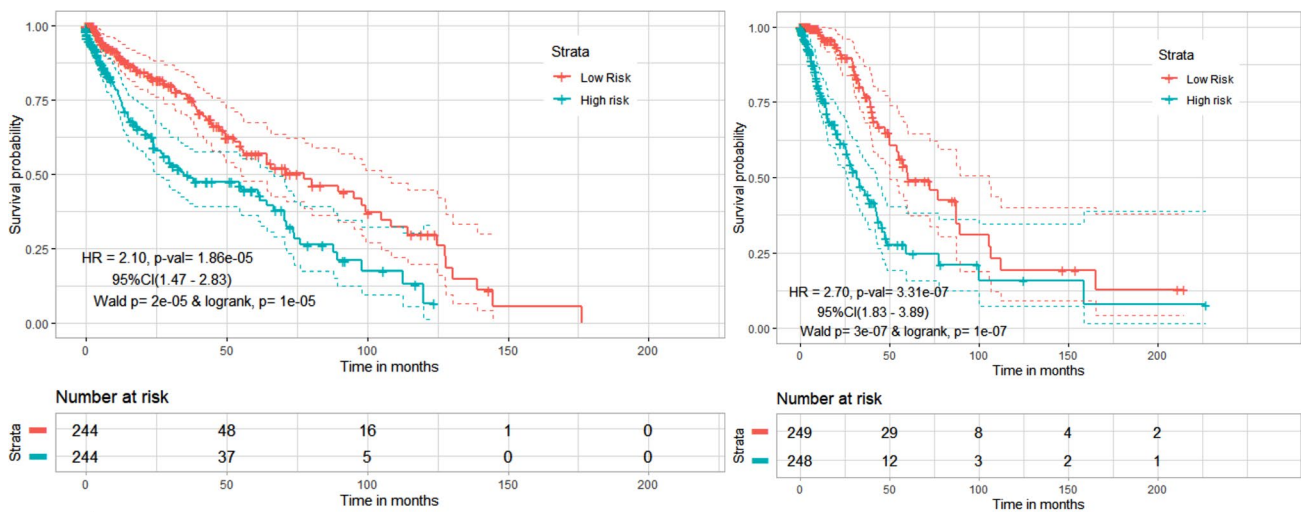 1.00
0.75
0.50
0.25
0.00
Survival probability
Strata
Low Risk
High risk
HR = 2.10, p-val= 1.86e-05
95%CI(1.47 - 2.83)
Wald p= 2e-05 & logrank, p= 1e-05
0 50 100 150 200
Time in months
Number at risk
Strata
244 48 16 1 0
244 37 5 0 0
0 50 100 150 200
Time in months
1.00
0.75
0.50
0.25
0.00
Survival probability
Strata
Low Risk
High risk
HR = 2.70, p-val= 3.31e-07
95%CI(1.83 - 3.89)
Wald p= 3e-07 & logrank, p= 1e-07
0 50 100 150 200
Time in months
Number at risk
Strata
249 29 8 4 2
248 12 3 2 1
0 50 100 150 200
Time in months